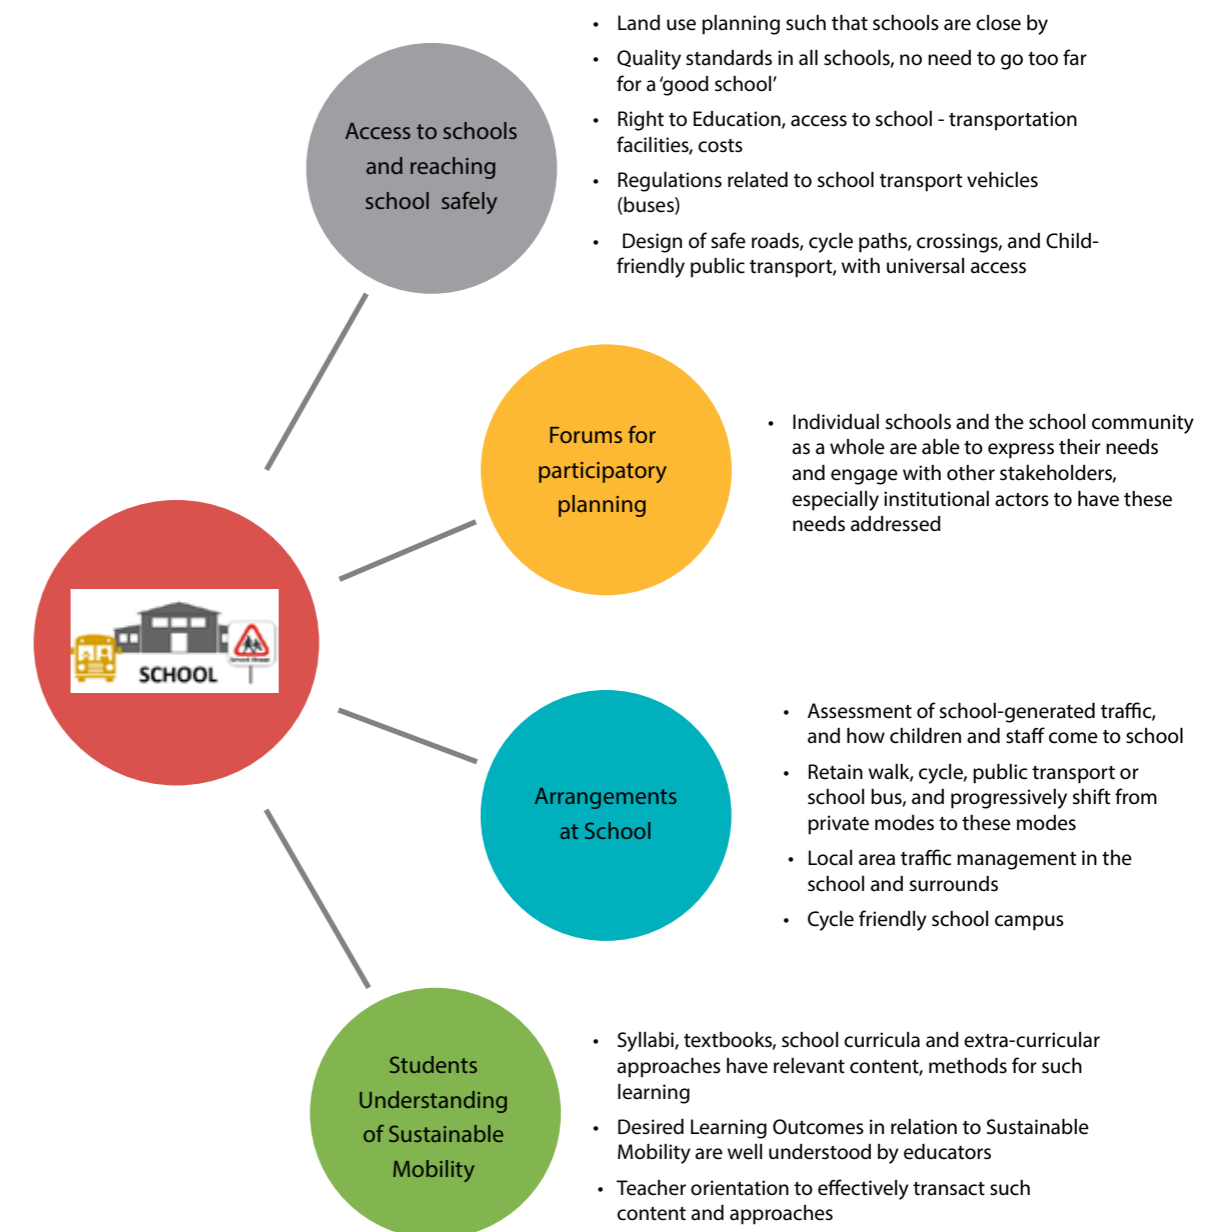 • Land use planning such that schools are close by
• Quality standards in all schools, no need to go too far
for a ‘good school’
• Right to Education, access to school - transportation
facilities, costs
• Regulations related to school transport vehicles
(buses)
• Design of safe roads, cycle paths, crossings, and Child-
friendly public transport, with universal access
Access to schools
and reaching
school safely
Forums for
participatory
planning
• Individual schools and the school community
as a whole are able to express their needs
and engage with other stakeholders,
especially institutional actors to have these
needs addressed
SCHOOL
Arrangements
at School
• Assessment of school-generated traffic,
and how children and staff come to school
• Retain walk, cycle, public transport or
school bus, and progressively shift from
private modes to these modes
• Local area traffic management in the
school and surrounds
• Cycle friendly school campus
Students
Understanding
of Sustainable
Mobility
• Syllabi, textbooks, school curricula and extra-curricular
approaches have relevant content, methods for such
learning
• Desired Learning Outcomes in relation to Sustainable
Mobility are well understood by educators
• Teacher orientation to effectively transact such
content and approaches